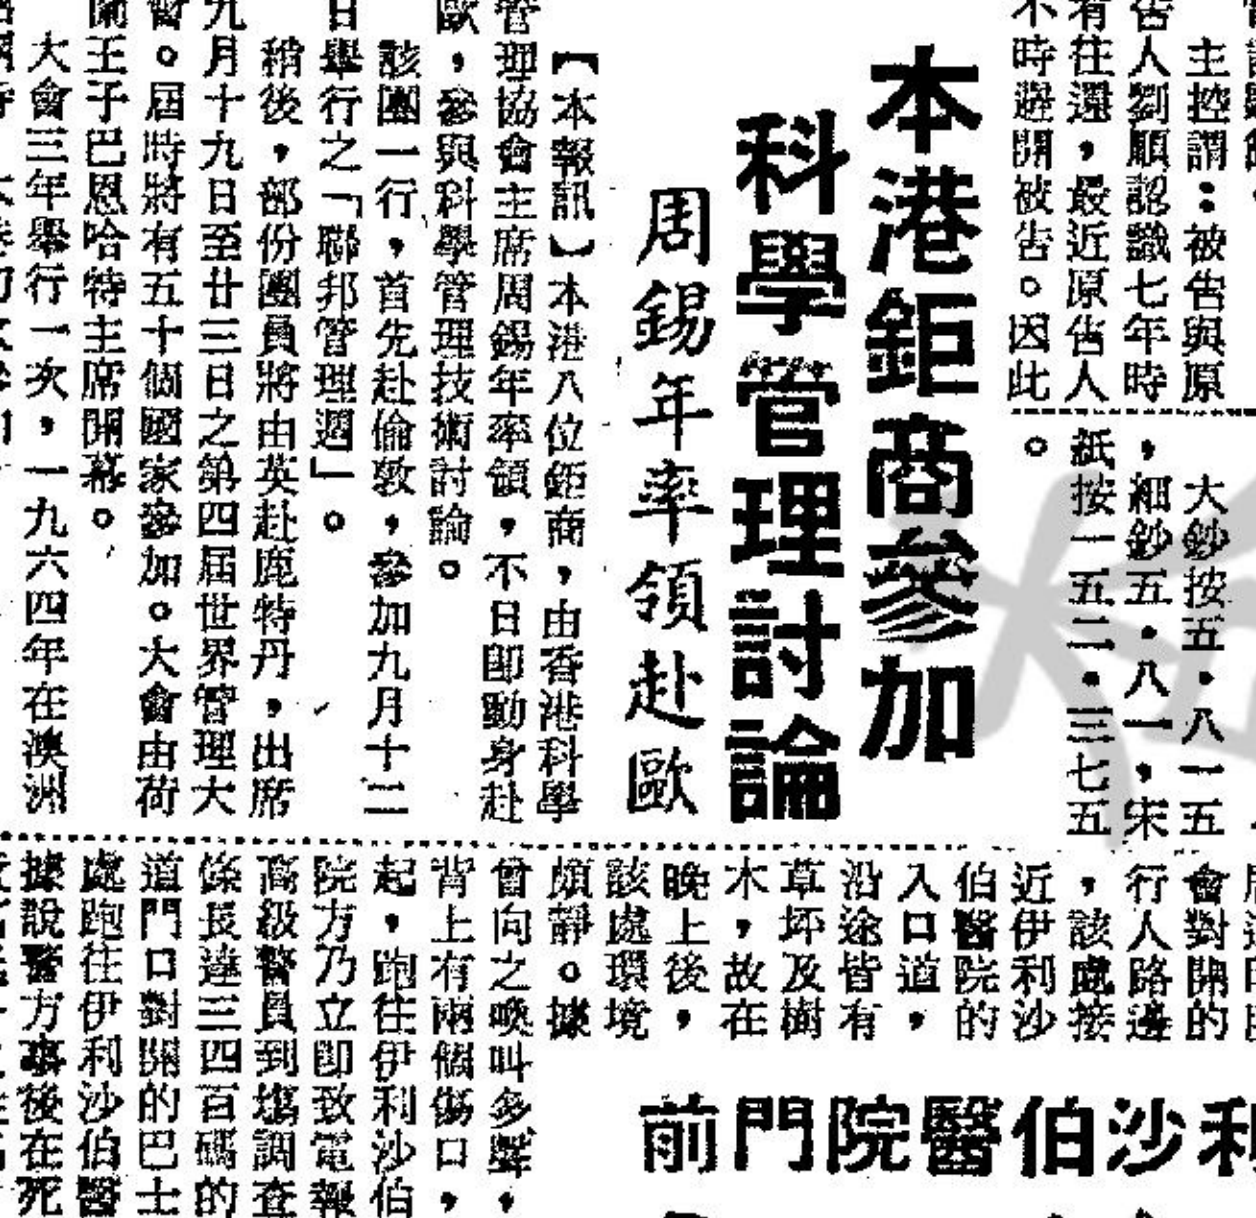 主控謂：被告與原
告人劉順認識七年時
有往還，最近原告人
不時避開被告。因此
大鈔按五．八一五
，細鈔五．八一，宋
紙按一五二．三七五
。
本港鉅商參加
科學管理討論
周錫年率領赴歐
【本報訊】本港八位鉅商，由香港科學
管理協會主席周錫年率領，不日即動身赴
歐，參與科學管理技術討論。
該團一行，首先赴倫敦，參加九月十二
日舉行之「聯邦管理週」。
稍後，部份團員將由英赴鹿特丹，出席
九月十九日至廿三日之第四屆世界管理大
會。屆時將有五十個國家參加。大會由荷
蘭王子巴恩哈特主席開幕。
大會三年舉行一次，一九六四年在澳洲
會對開的
行人路邊
，該處接
近伊利沙
伯醫院的
入口道，
沿途皆有
草坪及樹
木，故在
晚上後，
該處環境
頗靜。據
曾向之喚叫多聲，
背上有兩個傷口，
起，跑往伊利沙伯
院方乃立即致電報
高級警員到塲調查
條長達三四百碼的
道門口對開的巴士
處跑往伊利沙伯醫
據說警方事後在死
利沙伯醫院門前